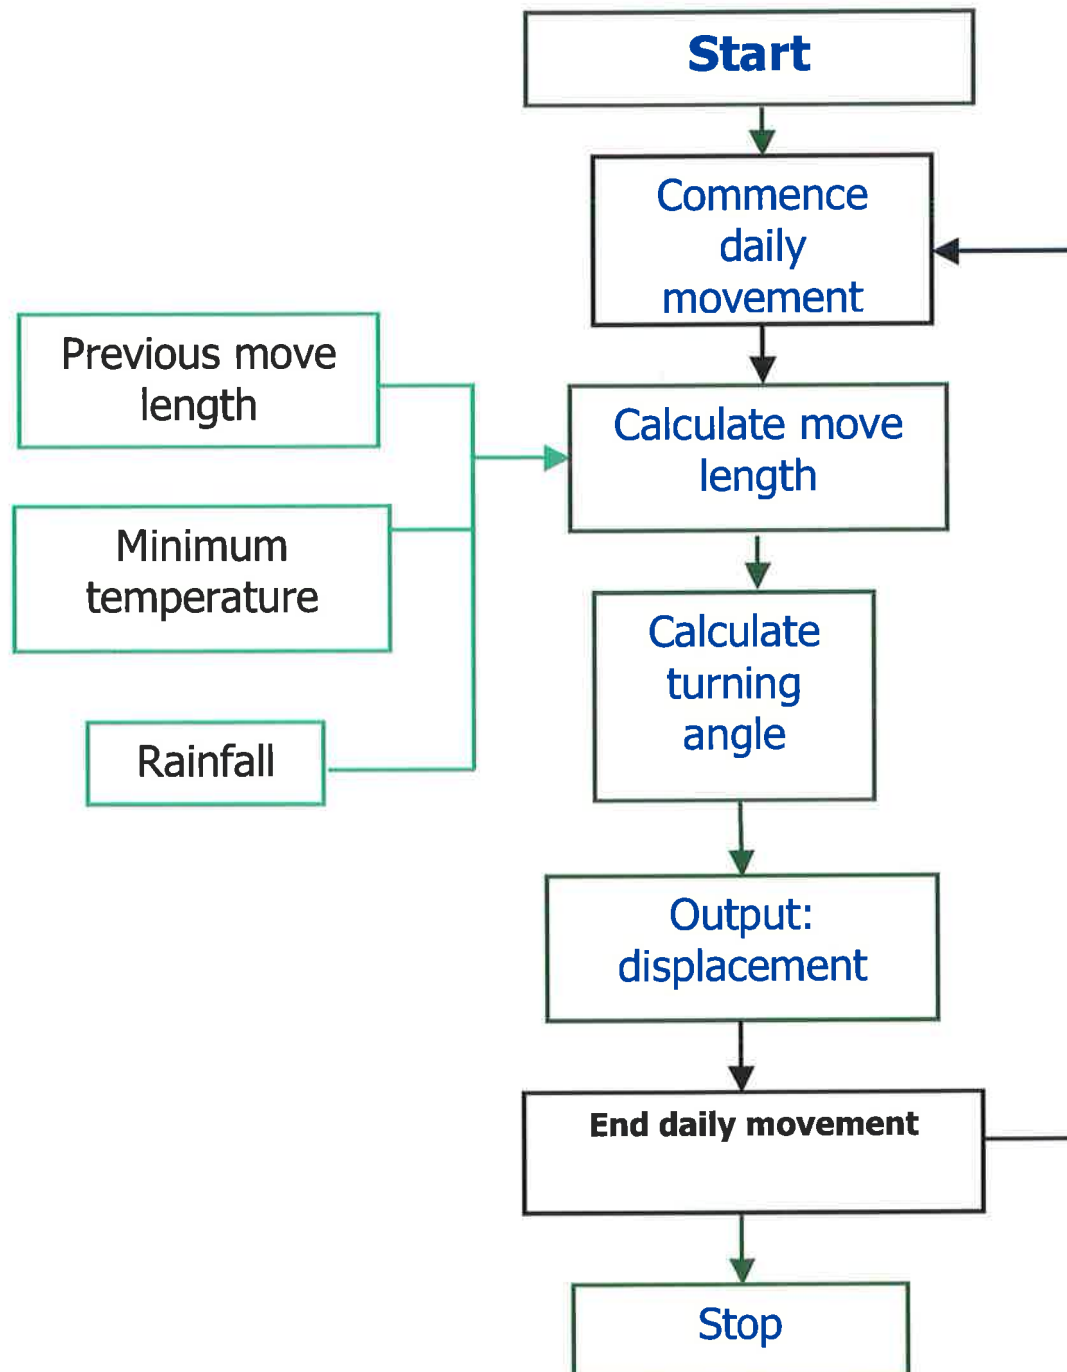 Start
Commence
daily
movement
Previous move
length
Calculate move
length
Minimum
temperature
Calculate
turning
angle
Rainfall
Output:
displacement
End daily movement
Stop